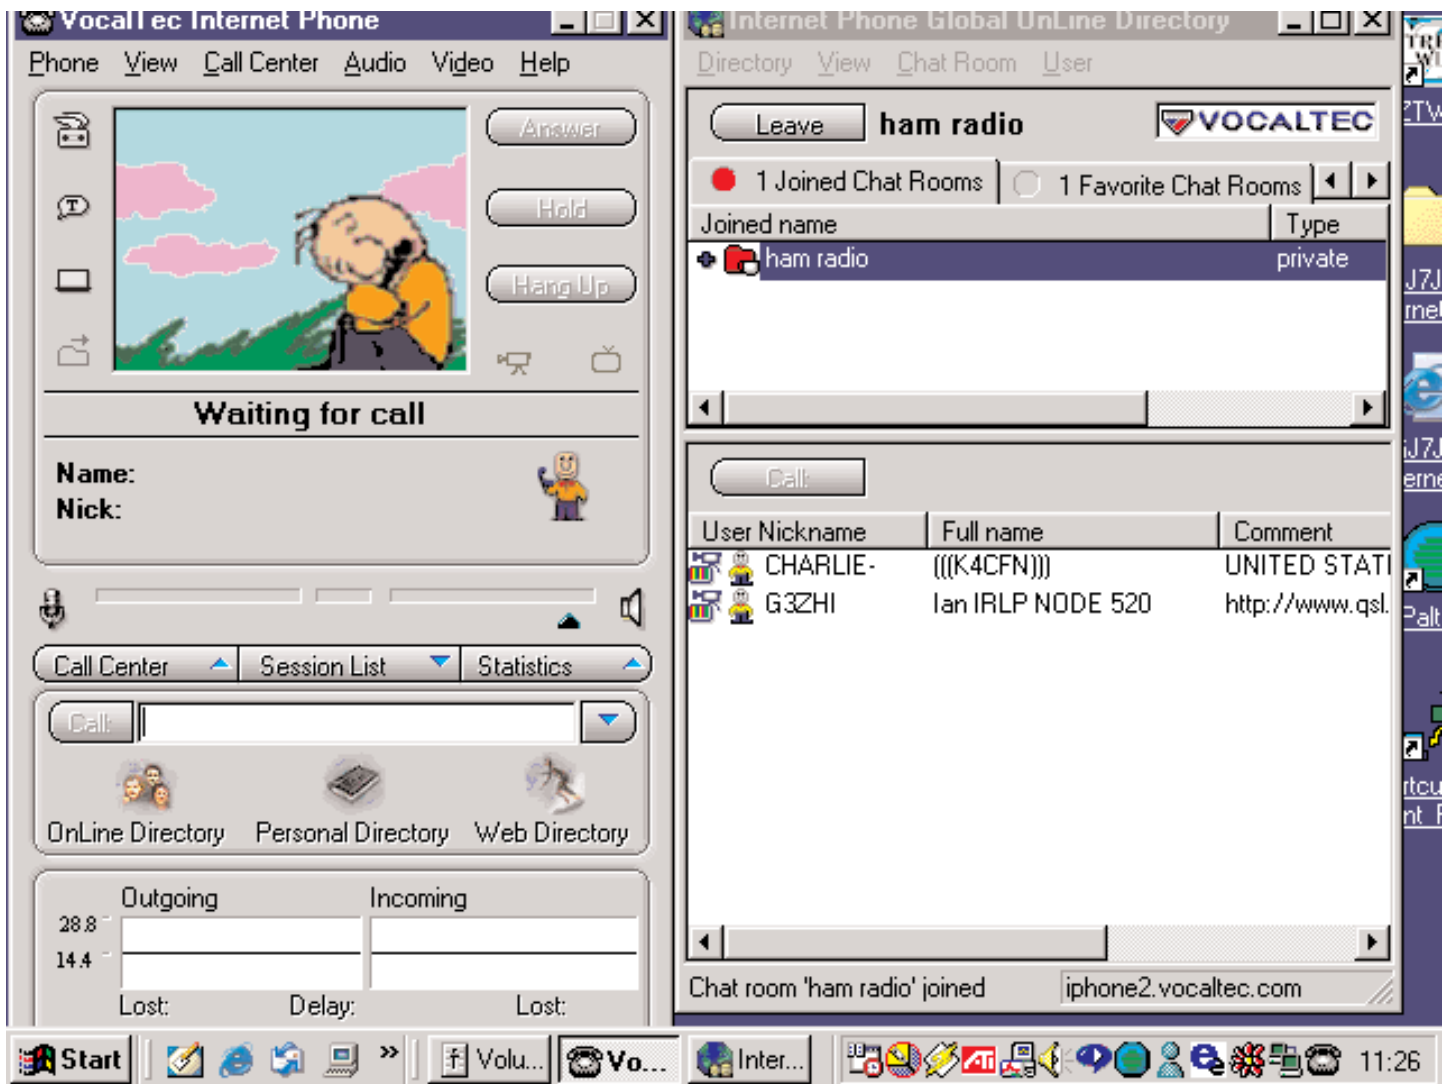 VocalTec Internet Phone
Phone View Call Center Audio Video Help
Answer
Hold
Hang Up
Waiting for call
Name:
Nick:
Call Center Session List Statistics
Call:
OnLine Directory Personal Directory Web Directory
Outgoing Incoming
28.8
14.4
Lost: Delay: Lost:
Internet Phone Global OnLine Directory
Directory View Chat Room User
Leave ham radio VOCALTEC
1 Joined Chat Rooms 1 Favorite Chat Rooms
Joined name Type
ham radio private
Call:
User Nickname Full name Comment
CHARLIE- (((K4CFN))) UNITED STATI
G3ZHI Ian IRLP NODE 520 http://www.qsl.
Chat room 'ham radio' joined iphone2.vocaltec.com
Start » Volu... Vo... Inter... ATI 11:26